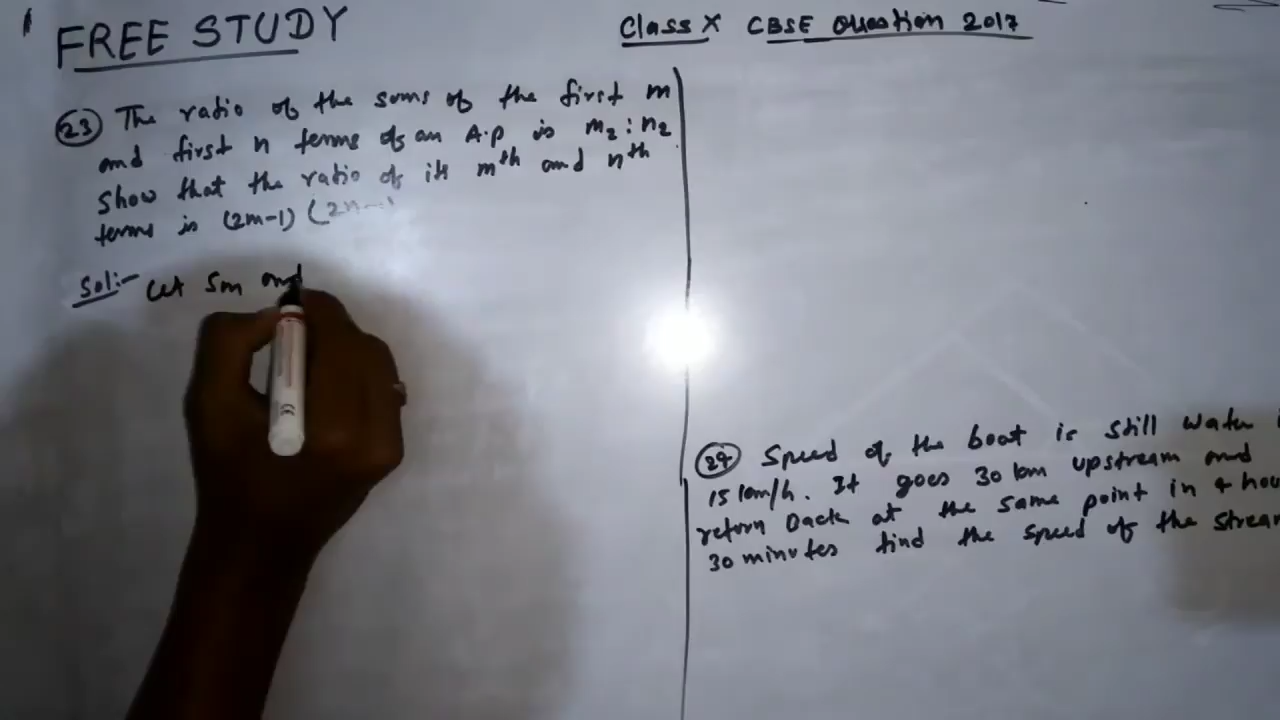 FREE STUDY
Class X CBSE Question 2017
23 The ratio of the sums of the first m
and first n terms of an A.P is m2 : n2
Show that the ratio of its mth and nth
terms is (2m-1) (2n-1
Sol:- Let Sm and
24 Speed of the boat is still water
15 km/h. It goes 30 km upstream and
return back at the same point in 4 hou
30 minutes find the speed of the stream